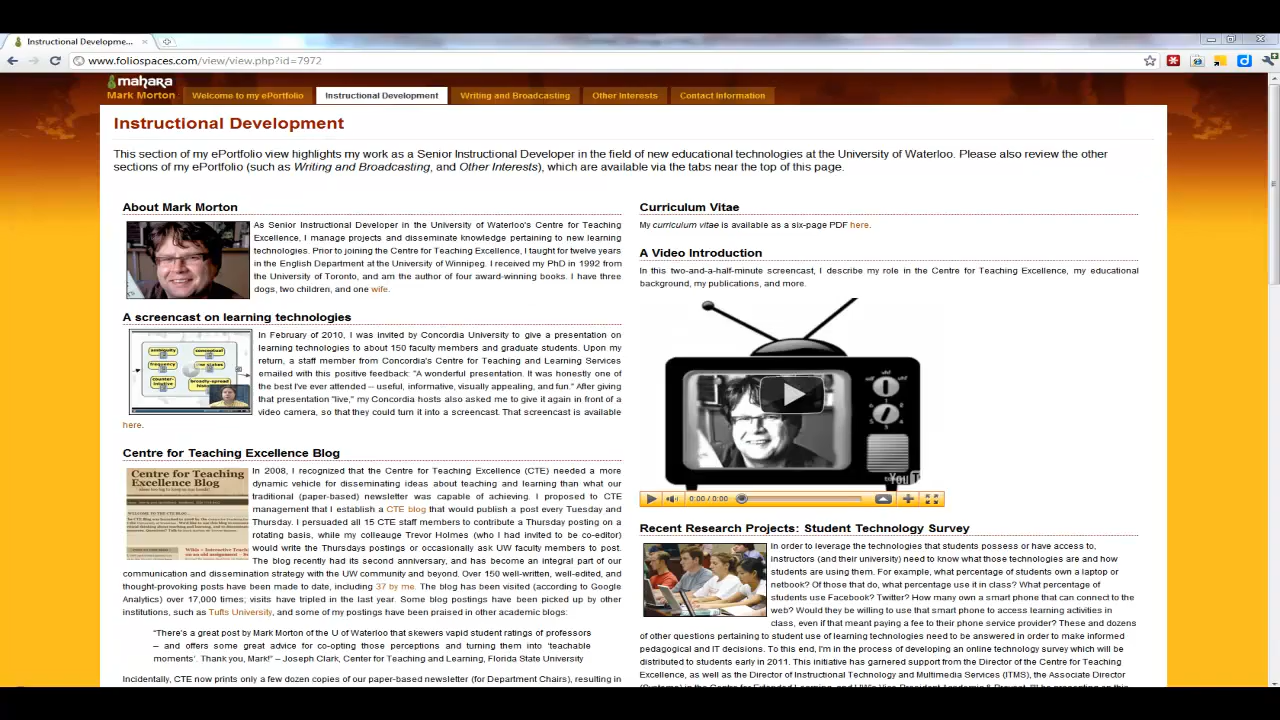 Instructional Developme...
www.foliospaces.com/view/view.php?id=7972
mahara
Mark Morton
Welcome to my ePortfolio
Instructional Development
Writing and Broadcasting
Other Interests
Contact Information
Instructional Development
This section of my ePortfolio view highlights my work as a Senior Instructional Developer in the field of new educational technologies at the University of Waterloo. Please also review the other
sections of my ePortfolio (such as Writing and Broadcasting, and Other Interests), which are available via the tabs near the top of this page.
About Mark Morton
As Senior Instructional Developer in the University of Waterloo's Centre for Teaching
Excellence, I manage projects and disseminate knowledge pertaining to new learning
technologies. Prior to joining the Centre for Teaching Excellence, I taught for twelve years
in the English Department at the University of Winnipeg. I received my PhD in 1992 from
the University of Toronto, and am the author of four award-winning books. I have three
dogs, two children, and one wife.
A screencast on learning technologies
ambiguity
conceptual
frequency
counter-
intuitive
In February of 2010, I was invited by Concordia University to give a presentation on
learning technologies to about 150 faculty members and graduate students. Upon my
return, a staff member from Concordia's Centre for Teaching and Learning Services
emailed with this positive feedback: "A wonderful presentation. It was honestly one of
the best I've ever attended -- useful, informative, visually appealing, and fun." After giving
that presentation "live," my Concordia hosts also asked me to give it again in front of a
video camera, so that they could turn it into a screencast. That screencast is available
here.
Centre for Teaching Excellence Blog
Centre for Teaching
Excellence Blog
In 2008, I recognized that the Centre for Teaching Excellence (CTE) needed a more
dynamic vehicle for disseminating ideas about teaching and learning than what our
traditional (paper-based) newsletter was capable of achieving. I proposed to CTE
management that I establish a CTE blog that would publish a post every Tuesday and
Thursday. I persuaded all 15 CTE staff members to contribute a Thursday posting on a
rotating basis, while my colleauge Trevor Holmes (who I had invited to be co-editor)
would write the Thursdays postings or occasionally ask UW faculty members to post.
The blog recently had its second anniversary, and has become an integral part of our
communication and dissemination strategy with the UW community and beyond. Over 150 well-written, well-edited, and
thought-provoking posts have been made to date, including 37 by me. The blog has been visited (according to Google
Analytics) over 17,000 times; visits have tripled in the last year. Some blog postings have been picked up by other
institutions, such as Tufts University, and some of my postings have been praised in other academic blogs:
"There's a great post by Mark Morton of the U of Waterloo that skewers vapid student ratings of professors
– and offers some great advice for co-opting those perceptions and turning them into 'teachable
moments'. Thank you, Mark!" – Joseph Clark, Center for Teaching and Learning, Florida State University
Incidentally, CTE now prints only a few dozen copies of our paper-based newsletter (for Department Chairs), resulting in
Curriculum Vitae
My curriculum vitae is available as a six-page PDF here.
A Video Introduction
In this two-and-a-half-minute screencast, I describe my role in the Centre for Teaching Excellence, my educational
background, my publications, and more.
0:00 / 0:00
Recent Research Projects: Student Technology Survey
In order to leverage the technologies that students possess or have access to,
instructors (and their university) need to know what those technologies are and how
students are using them. For example, what percentage of students own a laptop or
netbook? Of those that do, what percentage use it in class? What percentage of
students use Facebook? Twitter? How many own a smart phone that can connect to the
web? Would they be willing to use that smart phone to access learning activities in
class, even if that meant paying a fee to their phone service provider? These and dozens
of other questions pertaining to student use of learning technologies need to be answered in order to make informed
pedagogical and IT decisions. To this end, I'm in the process of developing an online technology survey which will be
distributed to students early in 2011. This initiative has garnered support from the Director of the Centre for Teaching
Excellence, as well as the Director of Instructional Technology and Multimedia Services (ITMS), the Associate Director